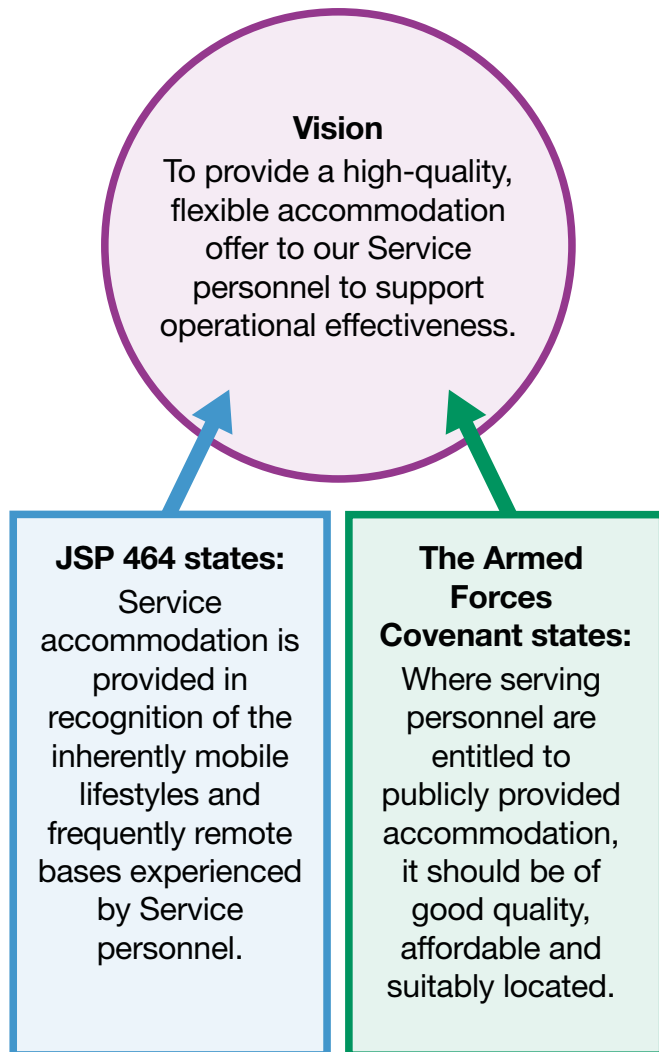 Vision
To provide a high-quality,
flexible accommodation
offer to our Service
personnel to support
operational effectiveness.
JSP 464 states:
Service
accommodation is
provided in
recognition of the
inherently mobile
lifestyles and
frequently remote
bases experienced
by Service
personnel.
The Armed
Forces
Covenant states:
Where serving
personnel are
entitled to
publicly provided
accommodation,
it should be of
good quality,
affordable and
suitably located.